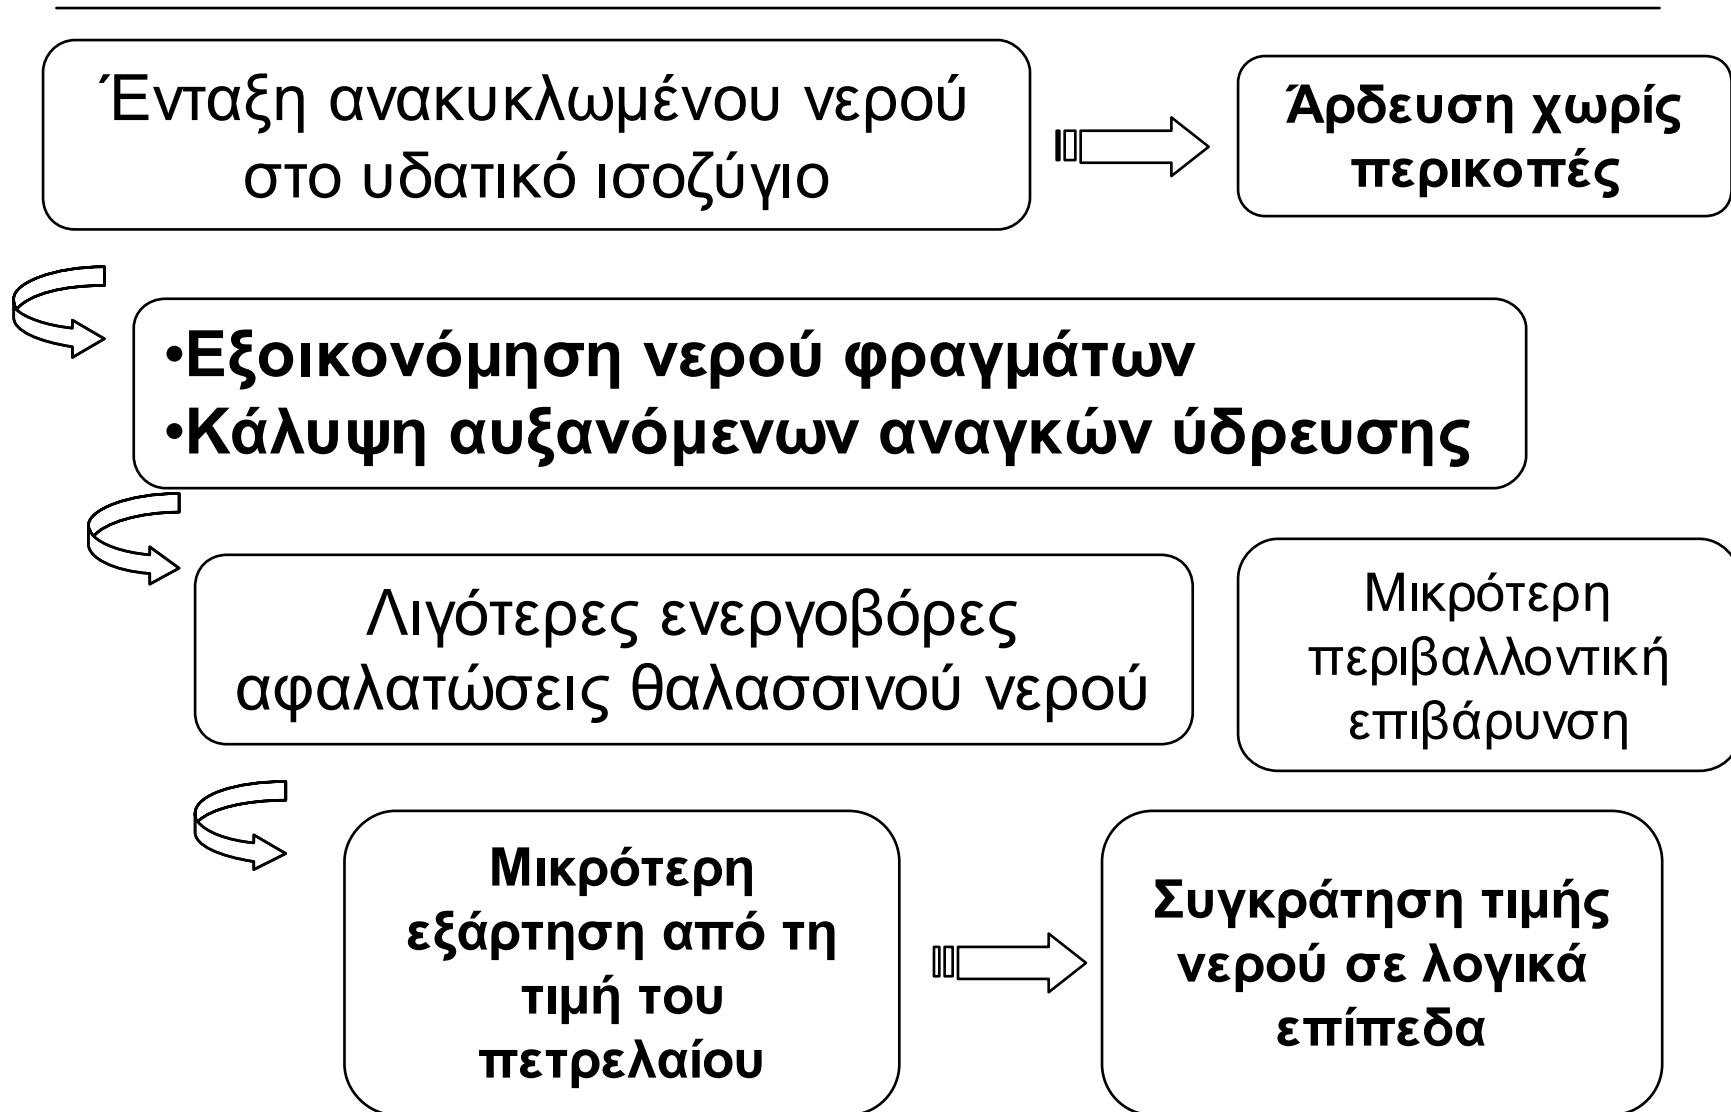 Ένταξη ανακυκλωμένου νερού
στο υδατικό ισοζύγιο
Άρδευση χωρίς
περικοπές
•Εξοικονόμηση νερού φραγμάτων
•Κάλυψη αυξανόμενων αναγκών ύδρευσης
Λιγότερες ενεργοβόρες
αφαλατώσεις θαλασσινού νερού
Μικρότερη
περιβαλλοντική
επιβάρυνση
Μικρότερη
εξάρτηση από τη
τιμή του
πετρελαίου
Συγκράτηση τιμής
νερού σε λογικά
επίπεδα